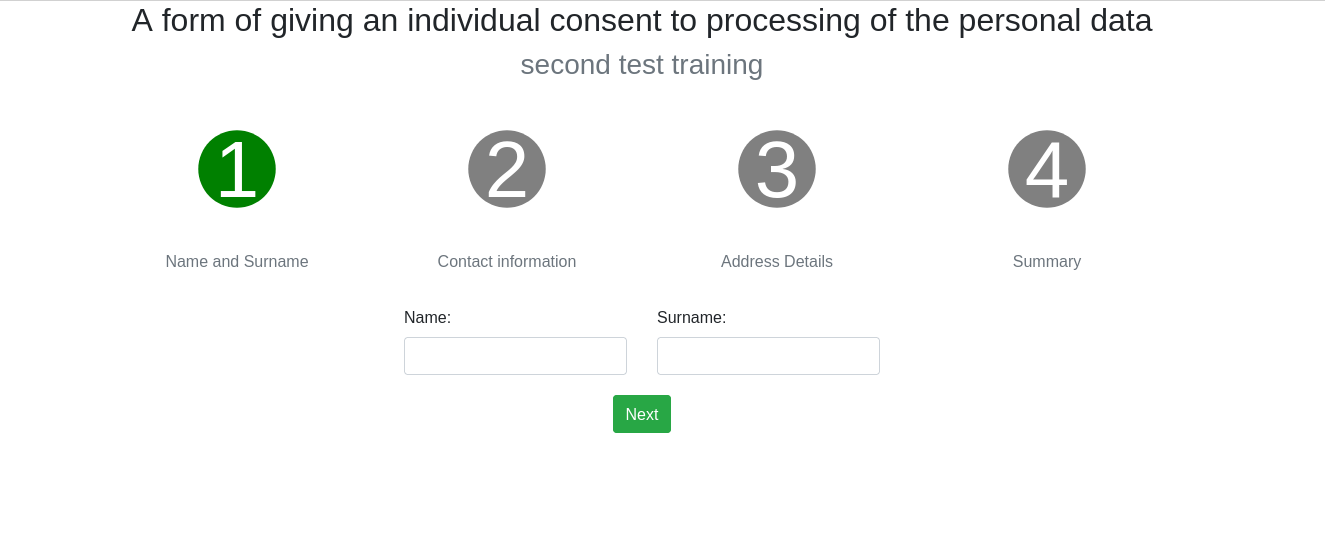 A form of giving an individual consent to processing of the personal data
second test training
1 2 3 4
Name and Surname Contact information Address Details Summary
Name: Surname:
Next